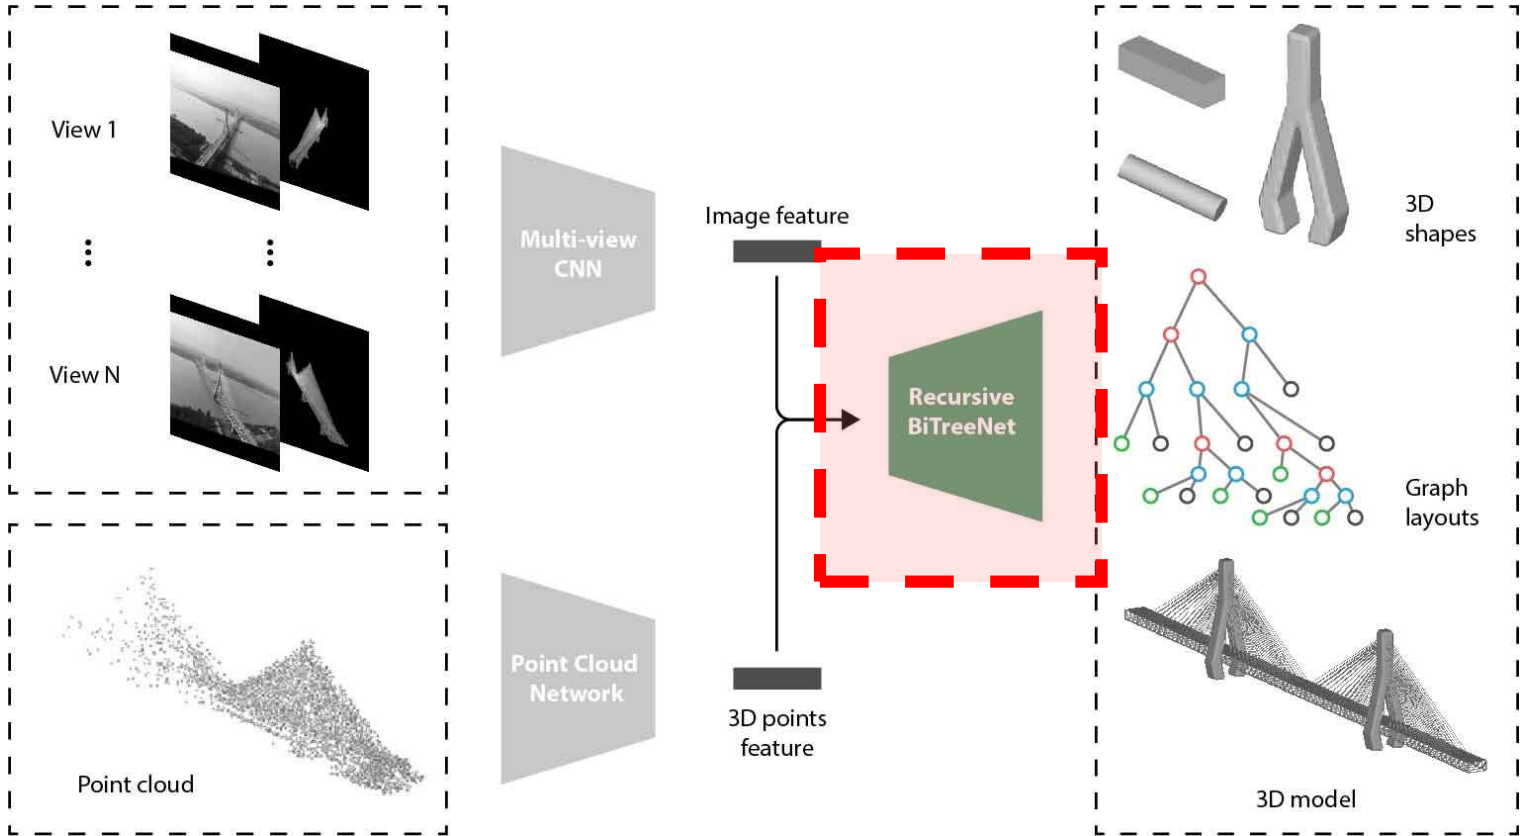 View 1
View N
Point cloud
Multi-view
CNN
Point Cloud
Network
Image feature
3D points
feature
Recursive
BiTreeNet
3D
shapes
Graph
layouts
3D model